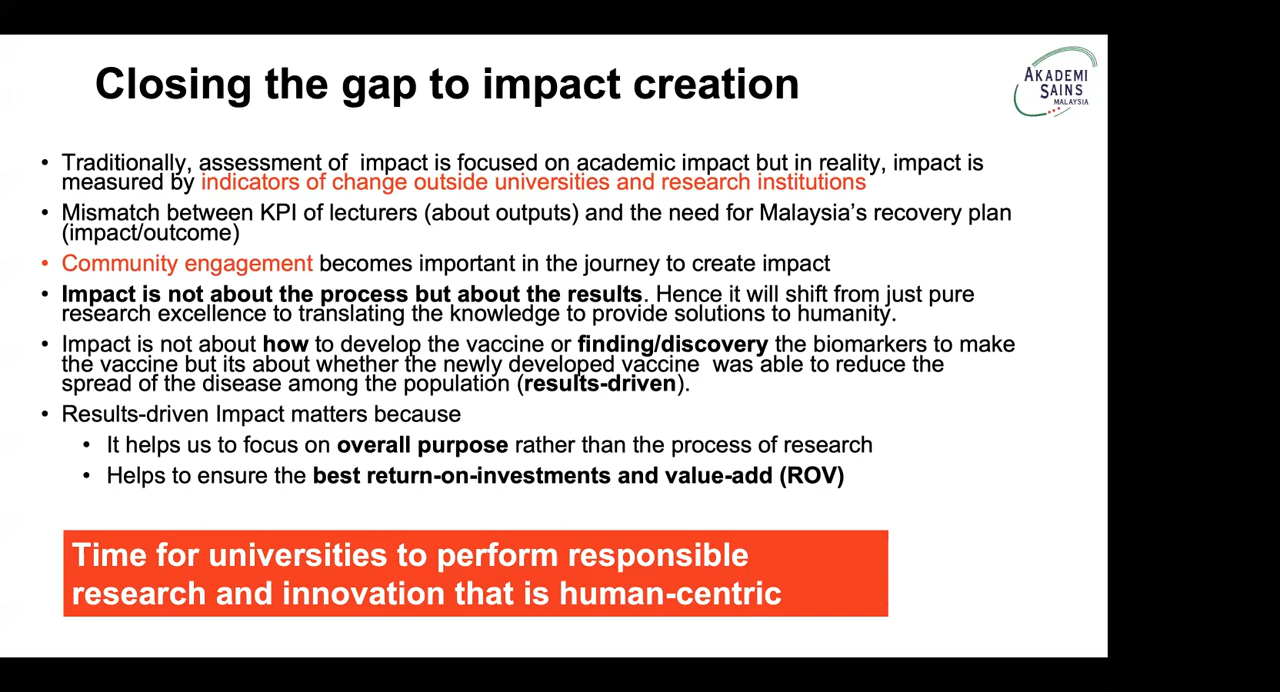 Closing the gap to impact creation
AKADEMI
SAINS
MALAYSIA
• Traditionally, assessment of impact is focused on academic impact but in reality, impact is
measured by indicators of change outside universities and research institutions
• Mismatch between KPI of lecturers (about outputs) and the need for Malaysia's recovery plan
(impact/outcome)
• Community engagement becomes important in the journey to create impact
• Impact is not about the process but about the results. Hence it will shift from just pure
research excellence to translating the knowledge to provide solutions to humanity.
• Impact is not about how to develop the vaccine or finding/discovery the biomarkers to make
the vaccine but its about whether the newly developed vaccine was able to reduce the
spread of the disease among the population (results-driven).
• Results-driven Impact matters because
• It helps us to focus on overall purpose rather than the process of research
• Helps to ensure the best return-on-investments and value-add (ROV)
Time for universities to perform responsible
research and innovation that is human-centric